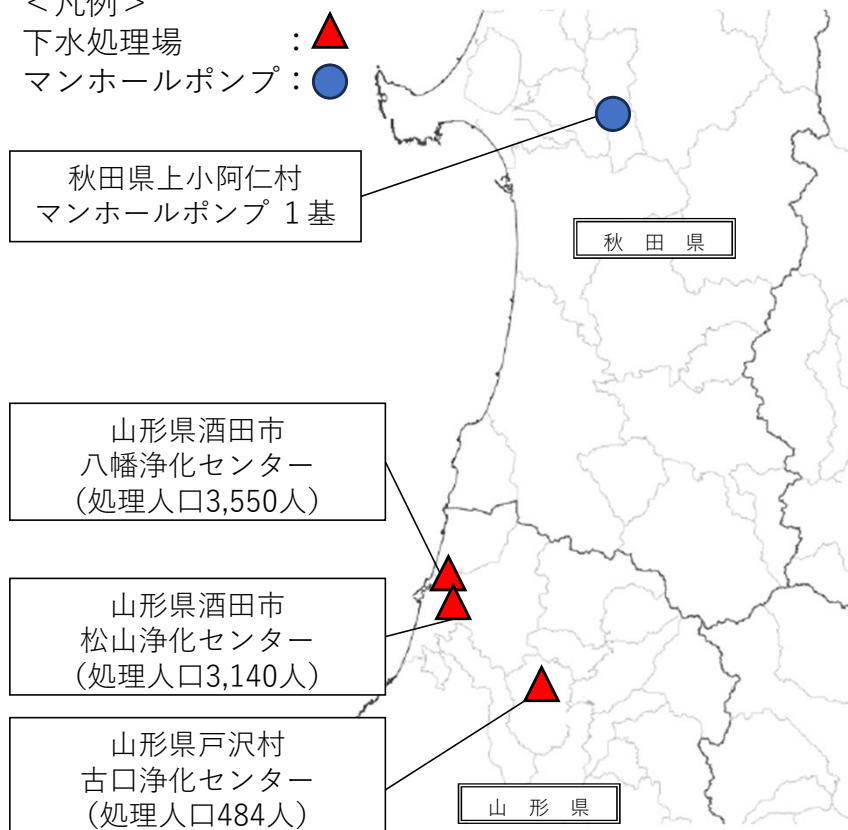 ＜凡例＞
下水処理場　　　　：
マンホールポンプ：
秋田県上小阿仁村
マンホールポンプ １基
秋　田　県
山形県酒田市
八幡浄化センター
（処理人口3,550人）
山形県酒田市
松山浄化センター
（処理人口3,140人）
山形県戸沢村
古口浄化センター
（処理人口484人）
山　形　県